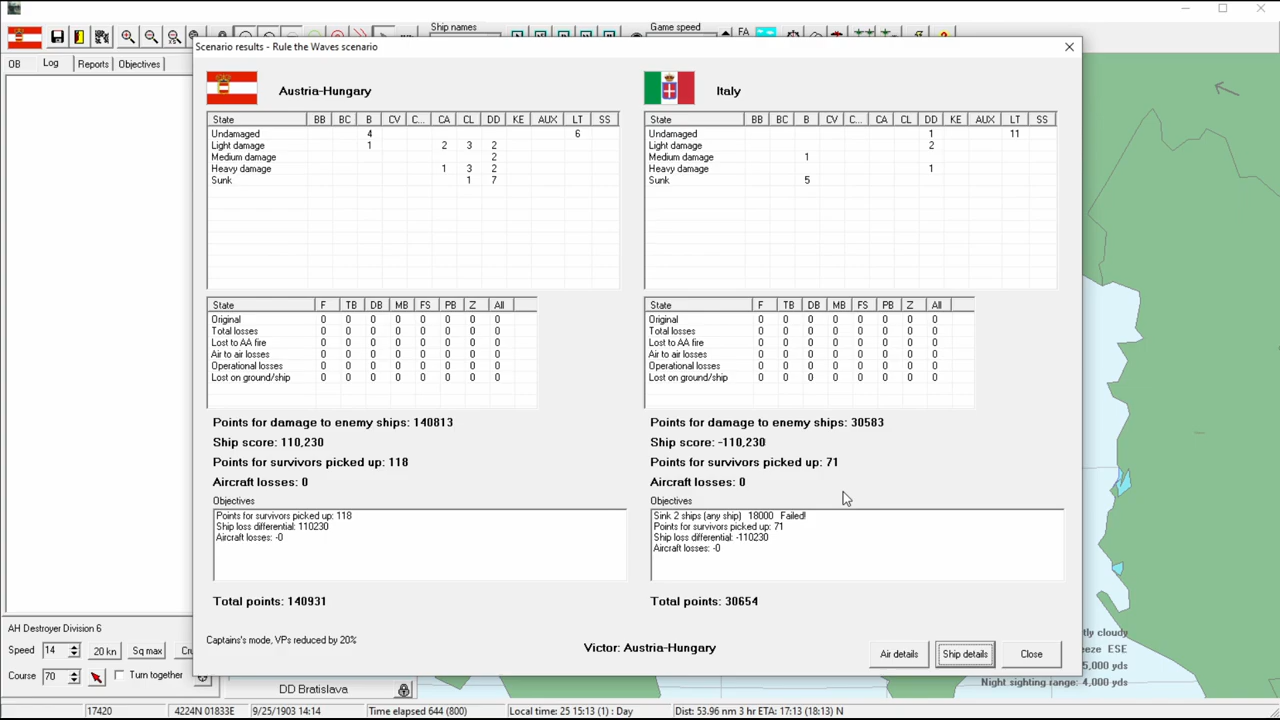 Ship names
Game speed
FA
Scenario results - Rule the Waves scenario
OB Log Reports Objectives
Austria-Hungary
State BB BC B CV C... CA CL DD KE AUX LT SS
Undamaged 4 6
Light damage 1 2 3 2
Medium damage 2
Heavy damage 1 3 2
Sunk 1 7
State F TB DB MB FS PB Z All
Original 0 0 0 0 0 0 0 0
Total losses 0 0 0 0 0 0 0 0
Lost to AA fire 0 0 0 0 0 0 0 0
Air to air losses 0 0 0 0 0 0 0 0
Operational losses 0 0 0 0 0 0 0 0
Lost on ground/ship 0 0 0 0 0 0 0 0
Points for damage to enemy ships: 140813
Ship score: 110,230
Points for survivors picked up: 118
Aircraft losses: 0
Objectives
Points for survivors picked up: 118
Ship loss differential: 110230
Aircraft losses: -0
Total points: 140931
Italy
State BB BC B CV C... CA CL DD KE AUX LT SS
Undamaged 1 11
Light damage 2
Medium damage 1
Heavy damage 1
Sunk 5
State F TB DB MB FS PB Z All
Original 0 0 0 0 0 0 0 0
Total losses 0 0 0 0 0 0 0 0
Lost to AA fire 0 0 0 0 0 0 0 0
Air to air losses 0 0 0 0 0 0 0 0
Operational losses 0 0 0 0 0 0 0 0
Lost on ground/ship 0 0 0 0 0 0 0 0
Points for damage to enemy ships: 30583
Ship score: -110,230
Points for survivors picked up: 71
Aircraft losses: 0
Objectives
Sink 2 ships (any ship) 18000 Failed!
Points for survivors picked up: 71
Ship loss differential: -110230
Aircraft losses: -0
Total points: 30654
Captains's mode, VPs reduced by 20%
Victor: Austria-Hungary
Air details Ship details Close
AH Destroyer Division 6
Speed 14 20 kn Sq max Cru
Course 70 Turn together
DD Bratislava
tly cloudy
eeze ESE
5,000 yds
Night sighting range: 4,000 yds
17420 4224N 01833E 9/25/1903 14:14 Time elapsed 644 (800) Local time: 25 15:13 (1) : Day Dist: 53.96 nm 3 hr ETA: 17:13 (18:13) N